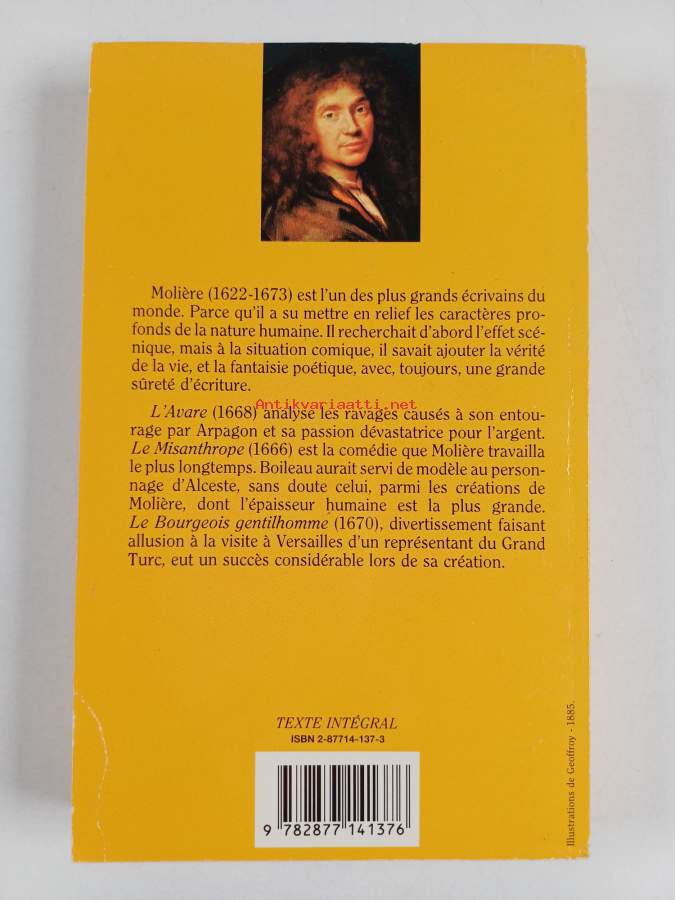 Molière (1622-1673) est l'un des plus grands écrivains du
monde. Parce qu'il a su mettre en relief les caractères pro-
fonds de la nature humaine. Il recherchait d'abord l'effet scé-
nique, mais à la situation comique, il savait ajouter la vérité
de la vie, et la fantaisie poétique, avec, toujours, une grande
sûreté d'écriture.
Antikvariaatti.net
L'Avare (1668) analyse les ravages causés à son entou-
rage par Arpagon et sa passion dévastatrice pour l'argent.
Le Misanthrope (1666) est la comédie que Molière travailla
le plus longtemps. Boileau aurait servi de modèle au person-
nage d'Alceste, sans doute celui, parmi les créations de
Molière, dont l'épaisseur humaine est la plus grande.
Le Bourgeois gentilhomme (1670), divertissement faisant
allusion à la visite à Versailles d'un représentant du Grand
Turc, eut un succès considérable lors de sa création.
TEXTE INTÉGRAL
ISBN 2-87714-137-3
9 782877 141376
Illustrations de Geoffroy - 1885.